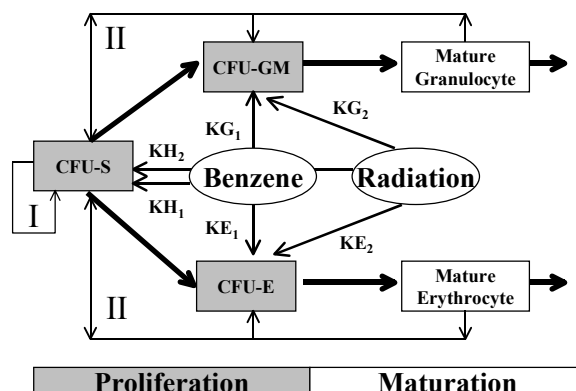 II
CFU-GM
Mature
Granulocyte
KG1
KG2
CFU-S
KH2
KH1
Benzene
Radiation
I
KE1
KE2
CFU-E
Mature
Erythrocyte
II
Proliferation
Maturation